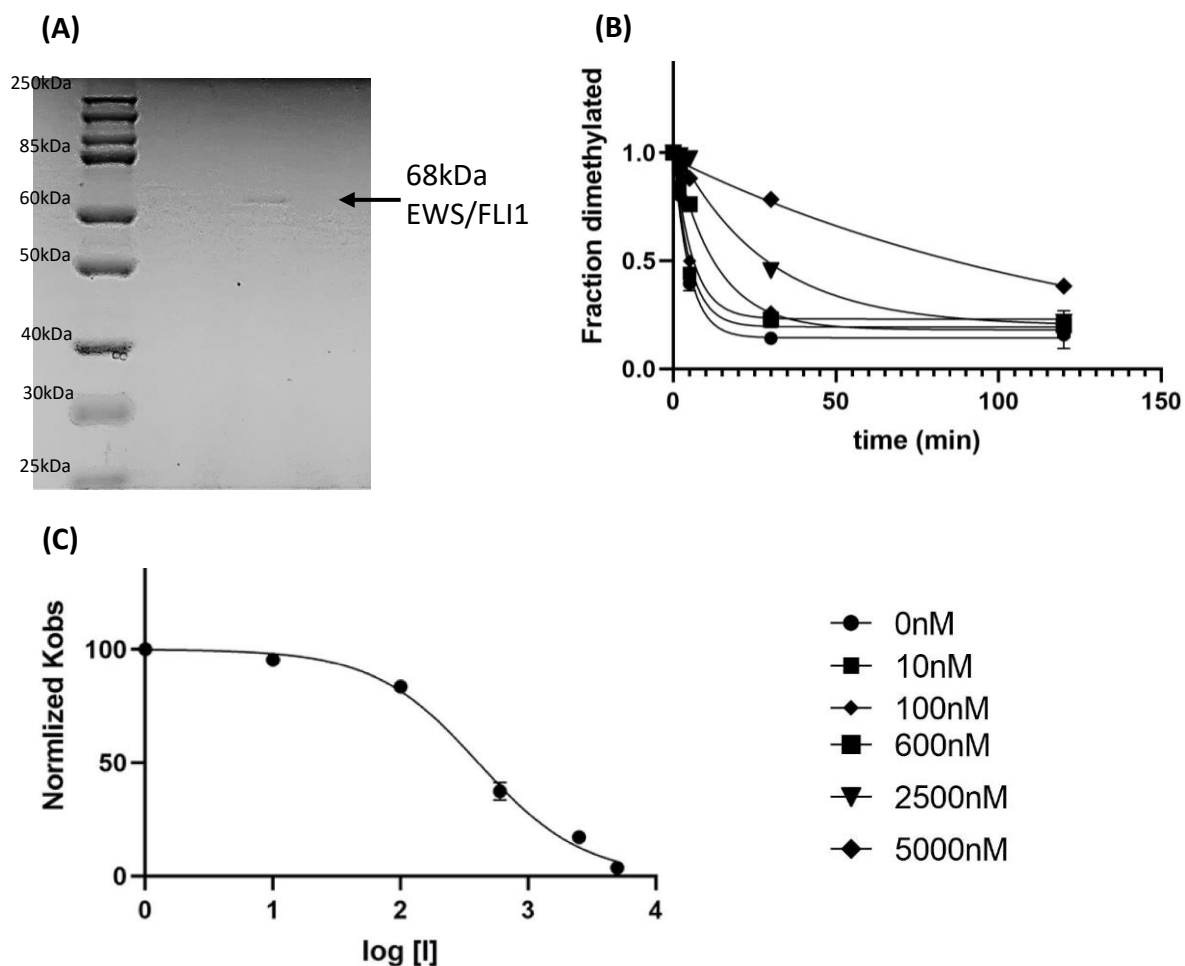 (A)
250kDa
85kDa
60kDa
50kDa
40kDa
30kDa
25kDa
68kDa
EWS/FLI1
(B)
Fraction dimethylated
1.0
0.5
0.0
0 50 100 150
time (min)
(C)
Normlized Kobs
100
50
0
0 1 2 3 4
log [I]
0nM
10nM
100nM
600nM
2500nM
5000nM